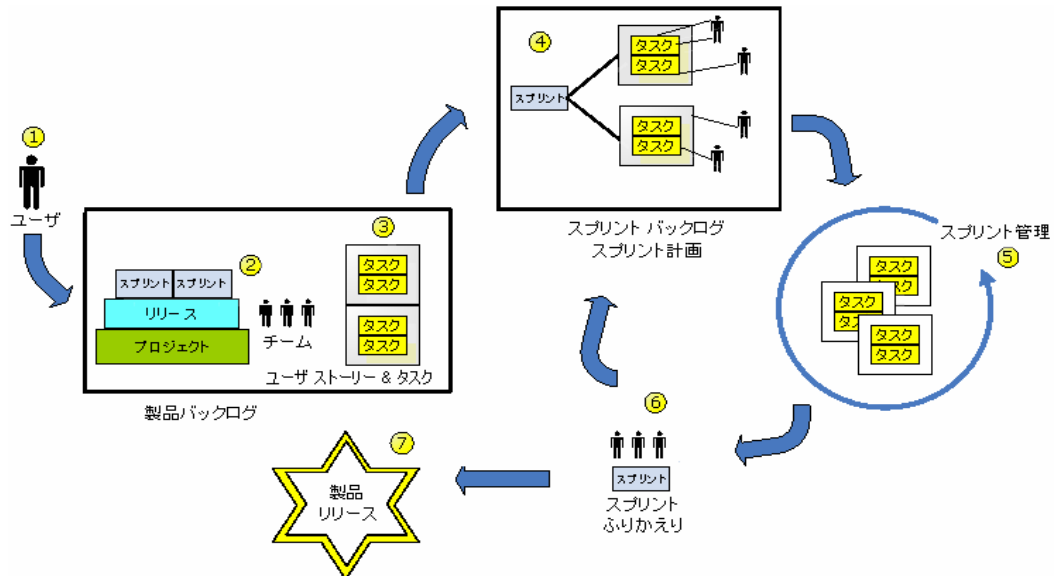 ①
ユーザ
②
スプリント スプリント
リリース
プロジェクト
チーム
③
タスク
タスク
タスク
タスク
ユーザ ストーリー & タスク
製品バックログ
④
スプリント
タスク
タスク
タスク
タスク
スプリント バックログ
スプリント計画
スプリント管理
⑤
タスク
タスク
タスク
タスク
タスク
タスク
⑥
スプリント
スプリント
ふりかえり
⑦
製品
リリース